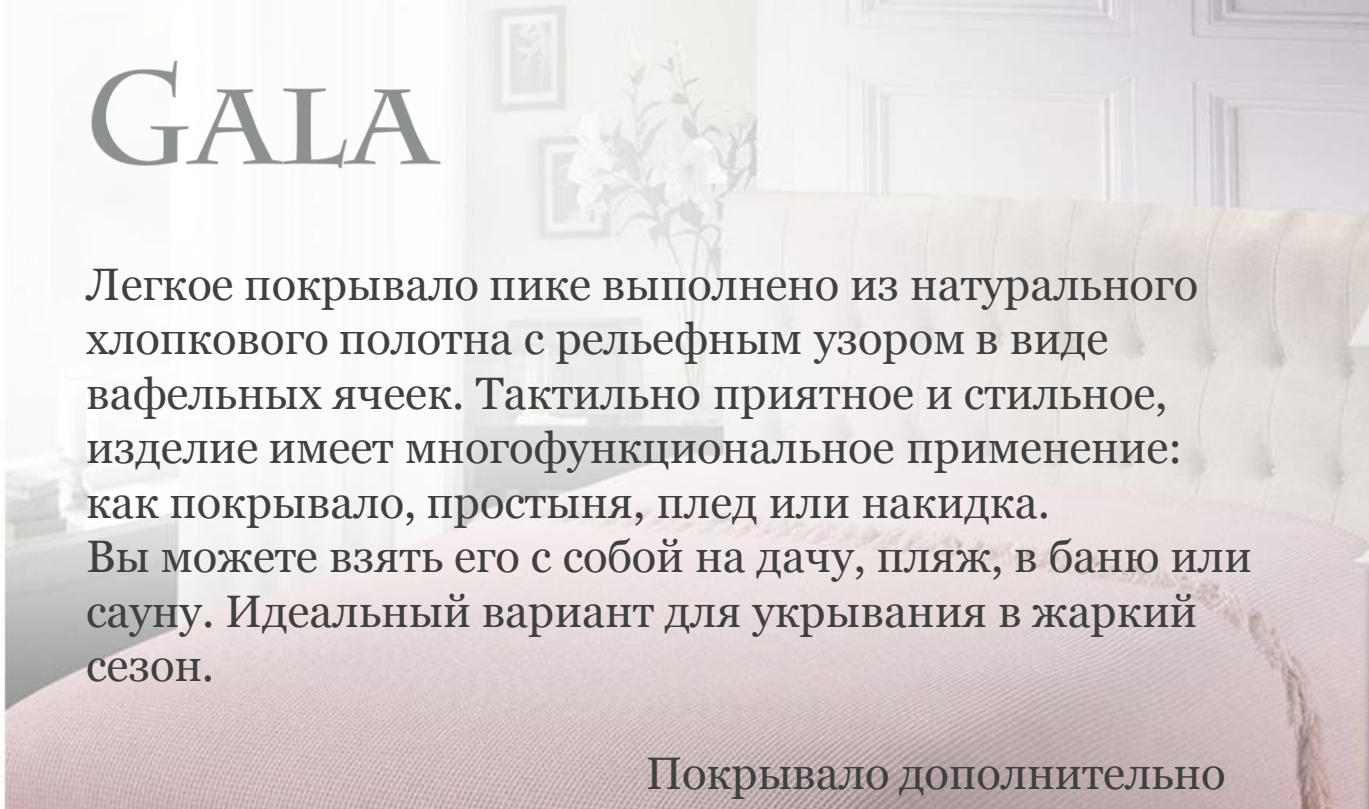 GALA
Легкое покрывало пике выполнено из натурального
хлопкового полотна с рельефным узором в виде
вафельных ячеек. Тактильно приятное и стильное,
изделие имеет многофункциональное применение:
как покрывало, простыня, плед или накидка.
Вы можете взять его с собой на дачу, пляж, в баню или
сауну. Идеальный вариант для укрывания в жаркий
сезон.
Покрывало дополнительно